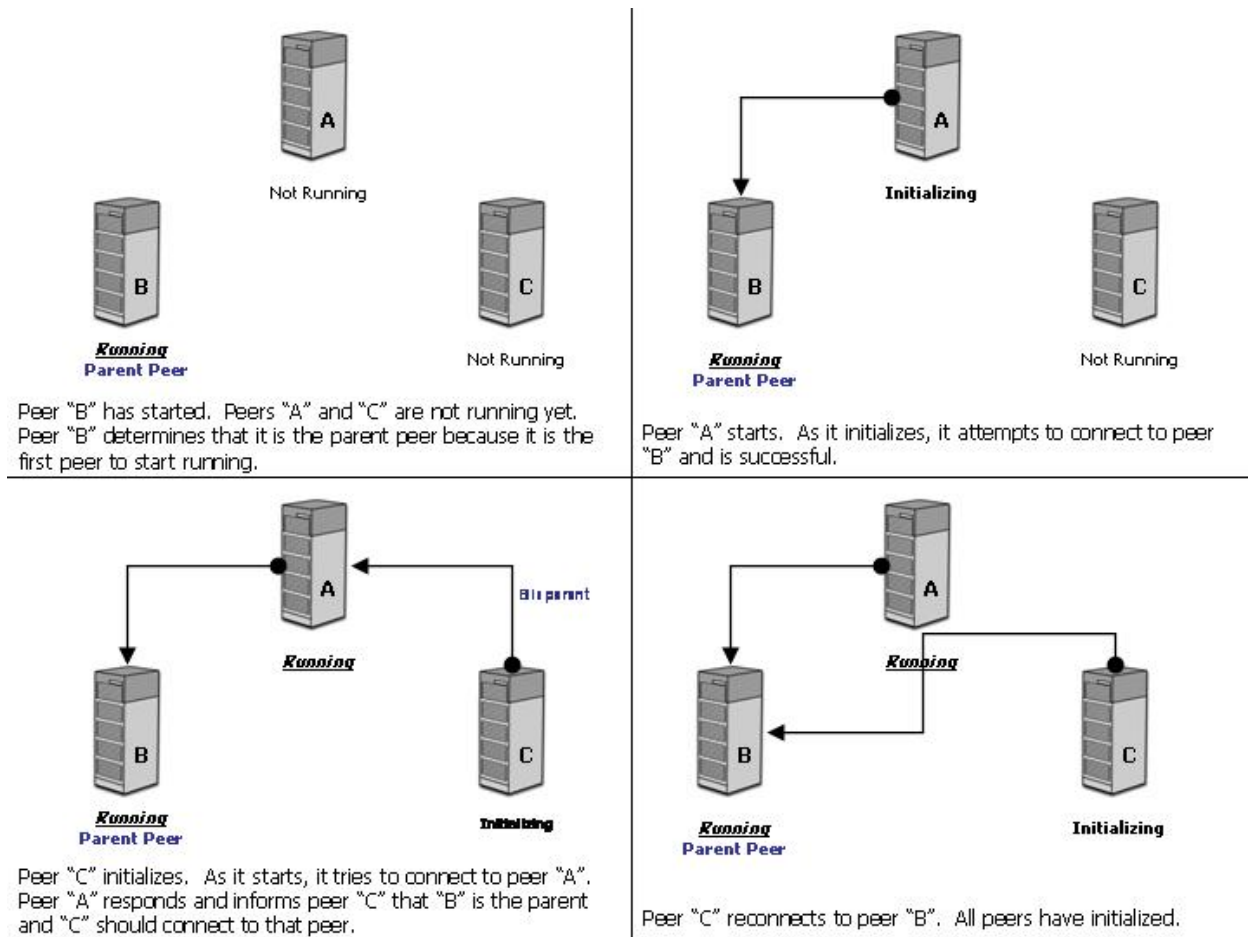 A
Not Running
B
C
Running
Parent Peer
Not Running
Peer "B" has started. Peers "A" and "C" are not running yet.
Peer "B" determines that it is the parent peer because it is the
first peer to start running.
A
Initializing
B
C
Running
Parent Peer
Not Running
Peer "A" starts. As it initializes, it attempts to connect to peer
"B" and is successful.
A
B is parent
Running
B
C
Running
Parent Peer
Initializing
Peer "C" initializes. As it starts, it tries to connect to peer "A".
Peer "A" responds and informs peer "C" that "B" is the parent
and "C" should connect to that peer.
A
Running
B
C
Running
Parent Peer
Initializing
Peer "C" reconnects to peer "B". All peers have initialized.